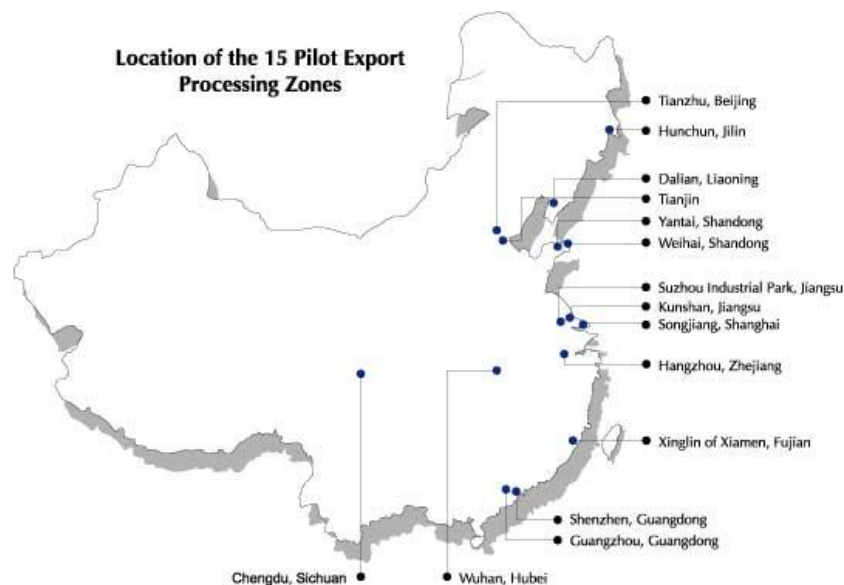 Location of the 15 Pilot Export
Processing Zones
Tianzhu, Beijing
Hunchun, Jilin
Dalian, Liaoning
Tianjin
Yantai, Shandong
Weihai, Shandong
Suzhou Industrial Park, Jiangsu
Kunshan, Jiangsu
Songjiang, Shanghai
Hangzhou, Zhejiang
Xinglin of Xiamen, Fujian
Shenzhen, Guangdong
Guangzhou, Guangdong
Chengdu, Sichuan
Wuhan, Hubei